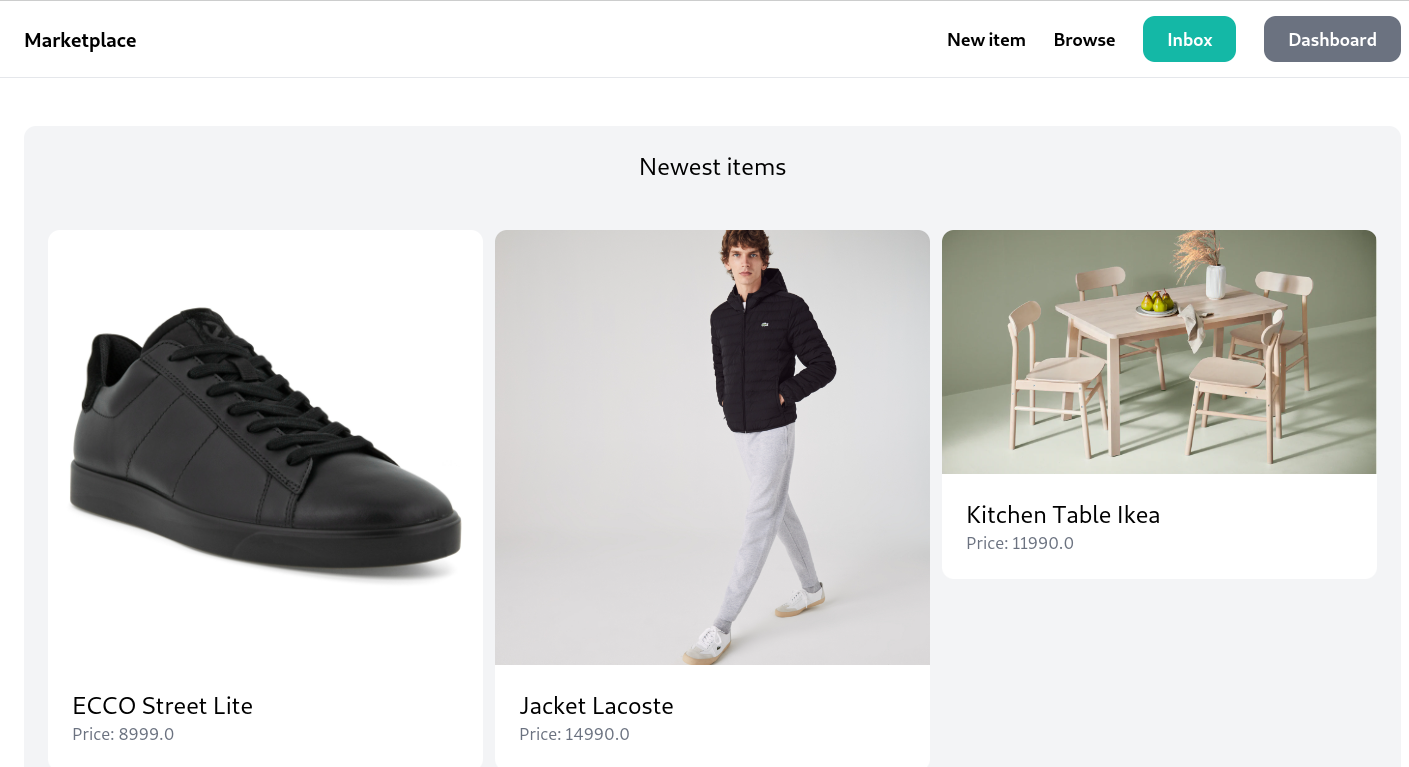 Marketplace
New item
Browse
Inbox
Dashboard
Newest items
ECCO Street Lite
Price: 8999.0
Jacket Lacoste
Price: 14990.0
Kitchen Table Ikea
Price: 11990.0